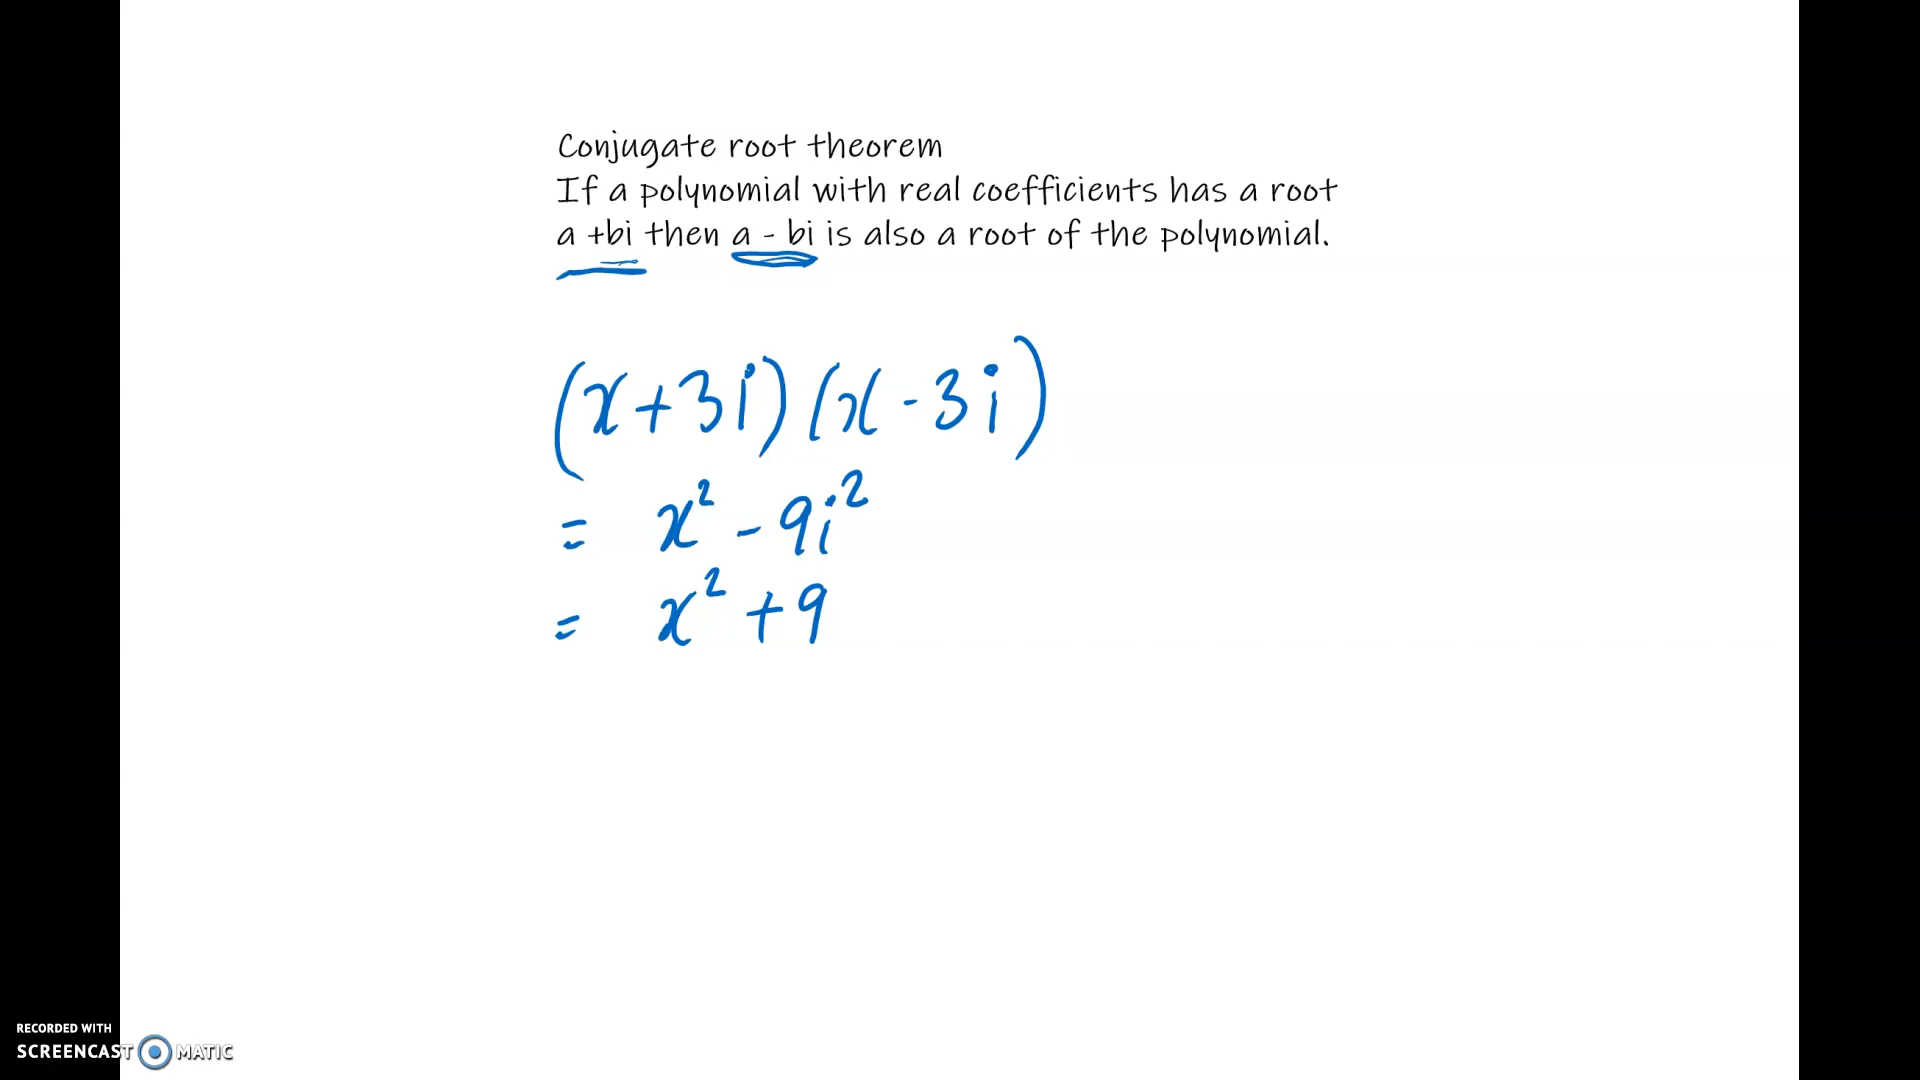 Conjugate root theorem
If a polynomial with real coefficients has a root
a +bi then a - bi is also a root of the polynomial.
(x+3i)(x-3i)
= x² - 9i²
= x² + 9
RECORDED WITH
SCREENCAST MATIC